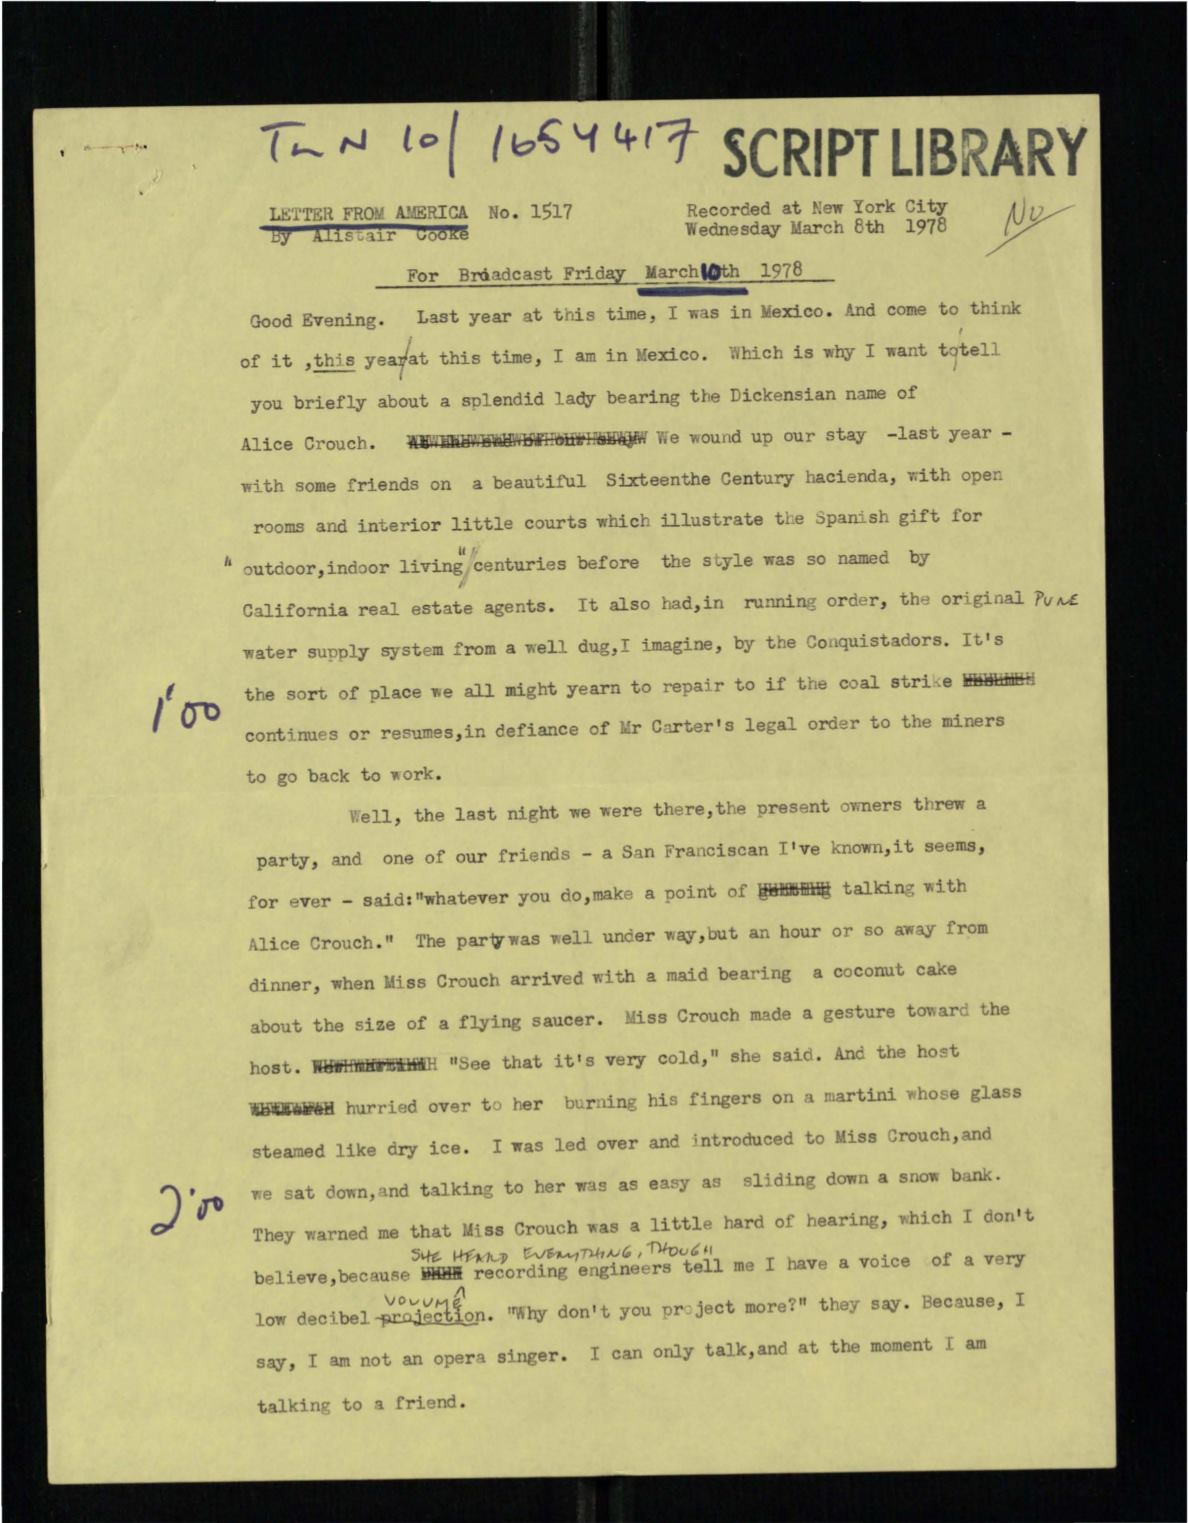 TLN 10/ 1654417 SCRIPT LIBRARY
LETTER FROM AMERICA No. 1517 Recorded at New York City
By Alistair Cooke Wednesday March 8th 1978 No
For Broadcast Friday March 10th 1978
Good Evening. Last year at this time, I was in Mexico. And come to think
of it ,this year at this time, I am in Mexico. Which is why I want to tell
you briefly about a splendid lady bearing the Dickensian name of
Alice Crouch. We wound up our stay -last year -
with some friends on a beautiful Sixteenthe Century hacienda, with open
rooms and interior little courts which illustrate the Spanish gift for
"outdoor,indoor living" centuries before the style was so named by
California real estate agents. It also had,in running order, the original PURE
water supply system from a well dug,I imagine, by the Conquistadors. It's
the sort of place we all might yearn to repair to if the coal strike
1'00
continues or resumes,in defiance of Mr Carter's legal order to the miners
to go back to work.
Well, the last night we were there,the present owners threw a
party, and one of our friends - a San Franciscan I've known,it seems,
for ever - said:"whatever you do,make a point of talking with
Alice Crouch." The party was well under way,but an hour or so away from
dinner, when Miss Crouch arrived with a maid bearing a coconut cake
about the size of a flying saucer. Miss Crouch made a gesture toward the
host. "See that it's very cold," she said. And the host
hurried over to her burning his fingers on a martini whose glass
steamed like dry ice. I was led over and introduced to Miss Crouch,and
we sat down,and talking to her was as easy as sliding down a snow bank.
2'00
They warned me that Miss Crouch was a little hard of hearing, which I don't
SHE HEARD EVERYTHING, THOUGH
believe,because recording engineers tell me I have a voice of a very
VOLUME
low decibel projection. "Why don't you project more?" they say. Because, I
say, I am not an opera singer. I can only talk,and at the moment I am
talking to a friend.